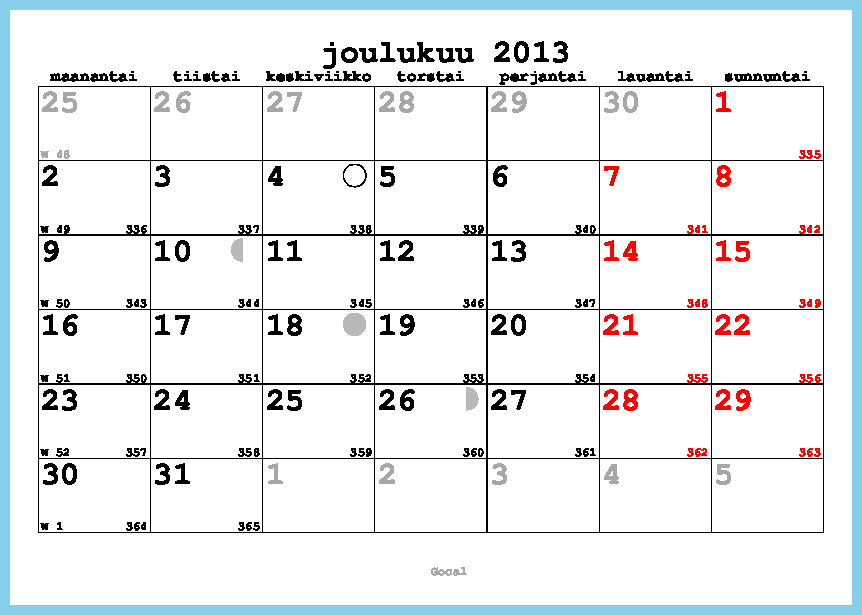 joulukuu 2013
maanantai tiistai keskiviikko torstai perjantai lauantai sunnuntai
25 26 27 28 29 30 1
W 48 335
2 3 4 5 6 7 8
W 49 336 337 338 339 340 341 342
9 10 11 12 13 14 15
W 50 343 344 345 346 347 348 349
16 17 18 19 20 21 22
W 51 350 351 352 353 354 355 356
23 24 25 26 27 28 29
W 52 357 358 359 360 361 362 363
30 31 1 2 3 4 5
W 1 364 365
Gocal